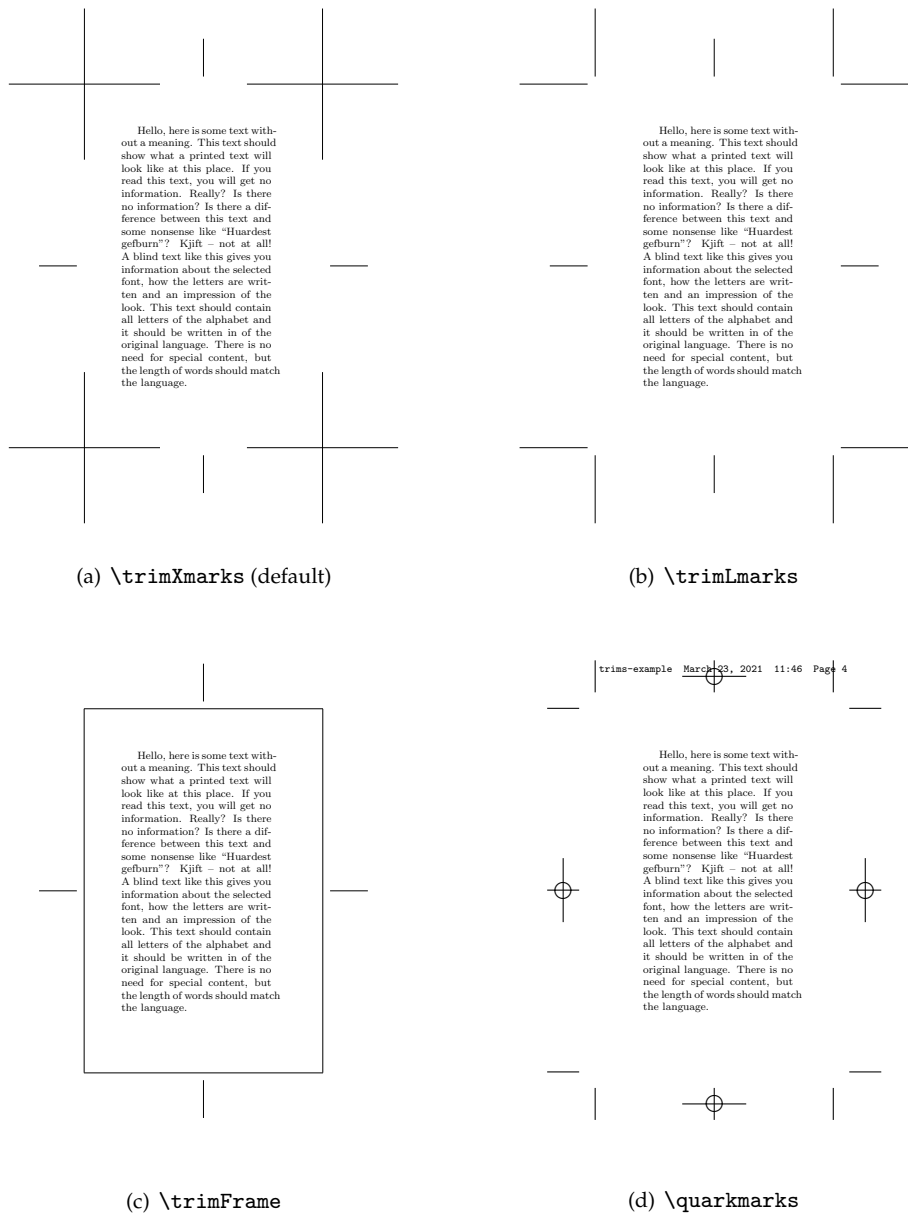 Hello, here is some text with-
out a meaning. This text should
show what a printed text will
look like at this place. If you
read this text, you will get no
information. Really? Is there
no information? Is there a dif-
ference between this text and
some nonsense like “Huardest
gefburn”? Kjift – not at all!
A blind text like this gives you
information about the selected
font, how the letters are writ-
ten and an impression of the
look. This text should contain
all letters of the alphabet and
it should be written in of the
original language. There is no
need for special content, but
the length of words should match
the language.
(a) \trimXmarks (default)
Hello, here is some text with-
out a meaning. This text should
show what a printed text will
look like at this place. If you
read this text, you will get no
information. Really? Is there
no information? Is there a dif-
ference between this text and
some nonsense like “Huardest
gefburn”? Kjift – not at all!
A blind text like this gives you
information about the selected
font, how the letters are writ-
ten and an impression of the
look. This text should contain
all letters of the alphabet and
it should be written in of the
original language. There is no
need for special content, but
the length of words should match
the language.
(b) \trimLmarks
Hello, here is some text with-
out a meaning. This text should
show what a printed text will
look like at this place. If you
read this text, you will get no
information. Really? Is there
no information? Is there a dif-
ference between this text and
some nonsense like “Huardest
gefburn”? Kjift – not at all!
A blind text like this gives you
information about the selected
font, how the letters are writ-
ten and an impression of the
look. This text should contain
all letters of the alphabet and
it should be written in of the
original language. There is no
need for special content, but
the length of words should match
the language.
(c) \trimFrame
trims-example March 23, 2021 11:46 Page 4
Hello, here is some text with-
out a meaning. This text should
show what a printed text will
look like at this place. If you
read this text, you will get no
information. Really? Is there
no information? Is there a dif-
ference between this text and
some nonsense like “Huardest
gefburn”? Kjift – not at all!
A blind text like this gives you
information about the selected
font, how the letters are writ-
ten and an impression of the
look. This text should contain
all letters of the alphabet and
it should be written in of the
original language. There is no
need for special content, but
the length of words should match
the language.
(d) \quarkmarks